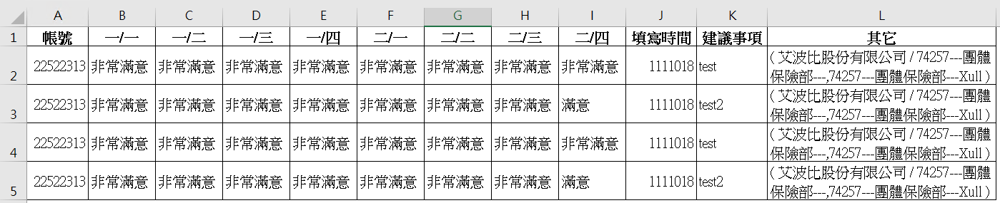 A B C D E F G H I J K L
1 帳號 一/一 一/二 一/三 一/四 二/一 二/二 二/三 二/四 填寫時間 建議事項 其它
2 22522313 非常滿意 非常滿意 非常滿意 非常滿意 非常滿意 非常滿意 非常滿意 非常滿意 1111018 test ( 艾波比股份有限公司 / 74257---團體
保險部---,74257---團體保險部---Xull )
3 22522313 非常滿意 非常滿意 非常滿意 非常滿意 非常滿意 非常滿意 非常滿意 滿意 1111018 test2 ( 艾波比股份有限公司 / 74257---團體
保險部---,74257---團體保險部---Xull )
4 22522313 非常滿意 非常滿意 非常滿意 非常滿意 非常滿意 非常滿意 非常滿意 非常滿意 1111018 test ( 艾波比股份有限公司 / 74257---團體
保險部---,74257---團體保險部---Xull )
5 22522313 非常滿意 非常滿意 非常滿意 非常滿意 非常滿意 非常滿意 非常滿意 滿意 1111018 test2 ( 艾波比股份有限公司 / 74257---團體
保險部---,74257---團體保險部---Xull )